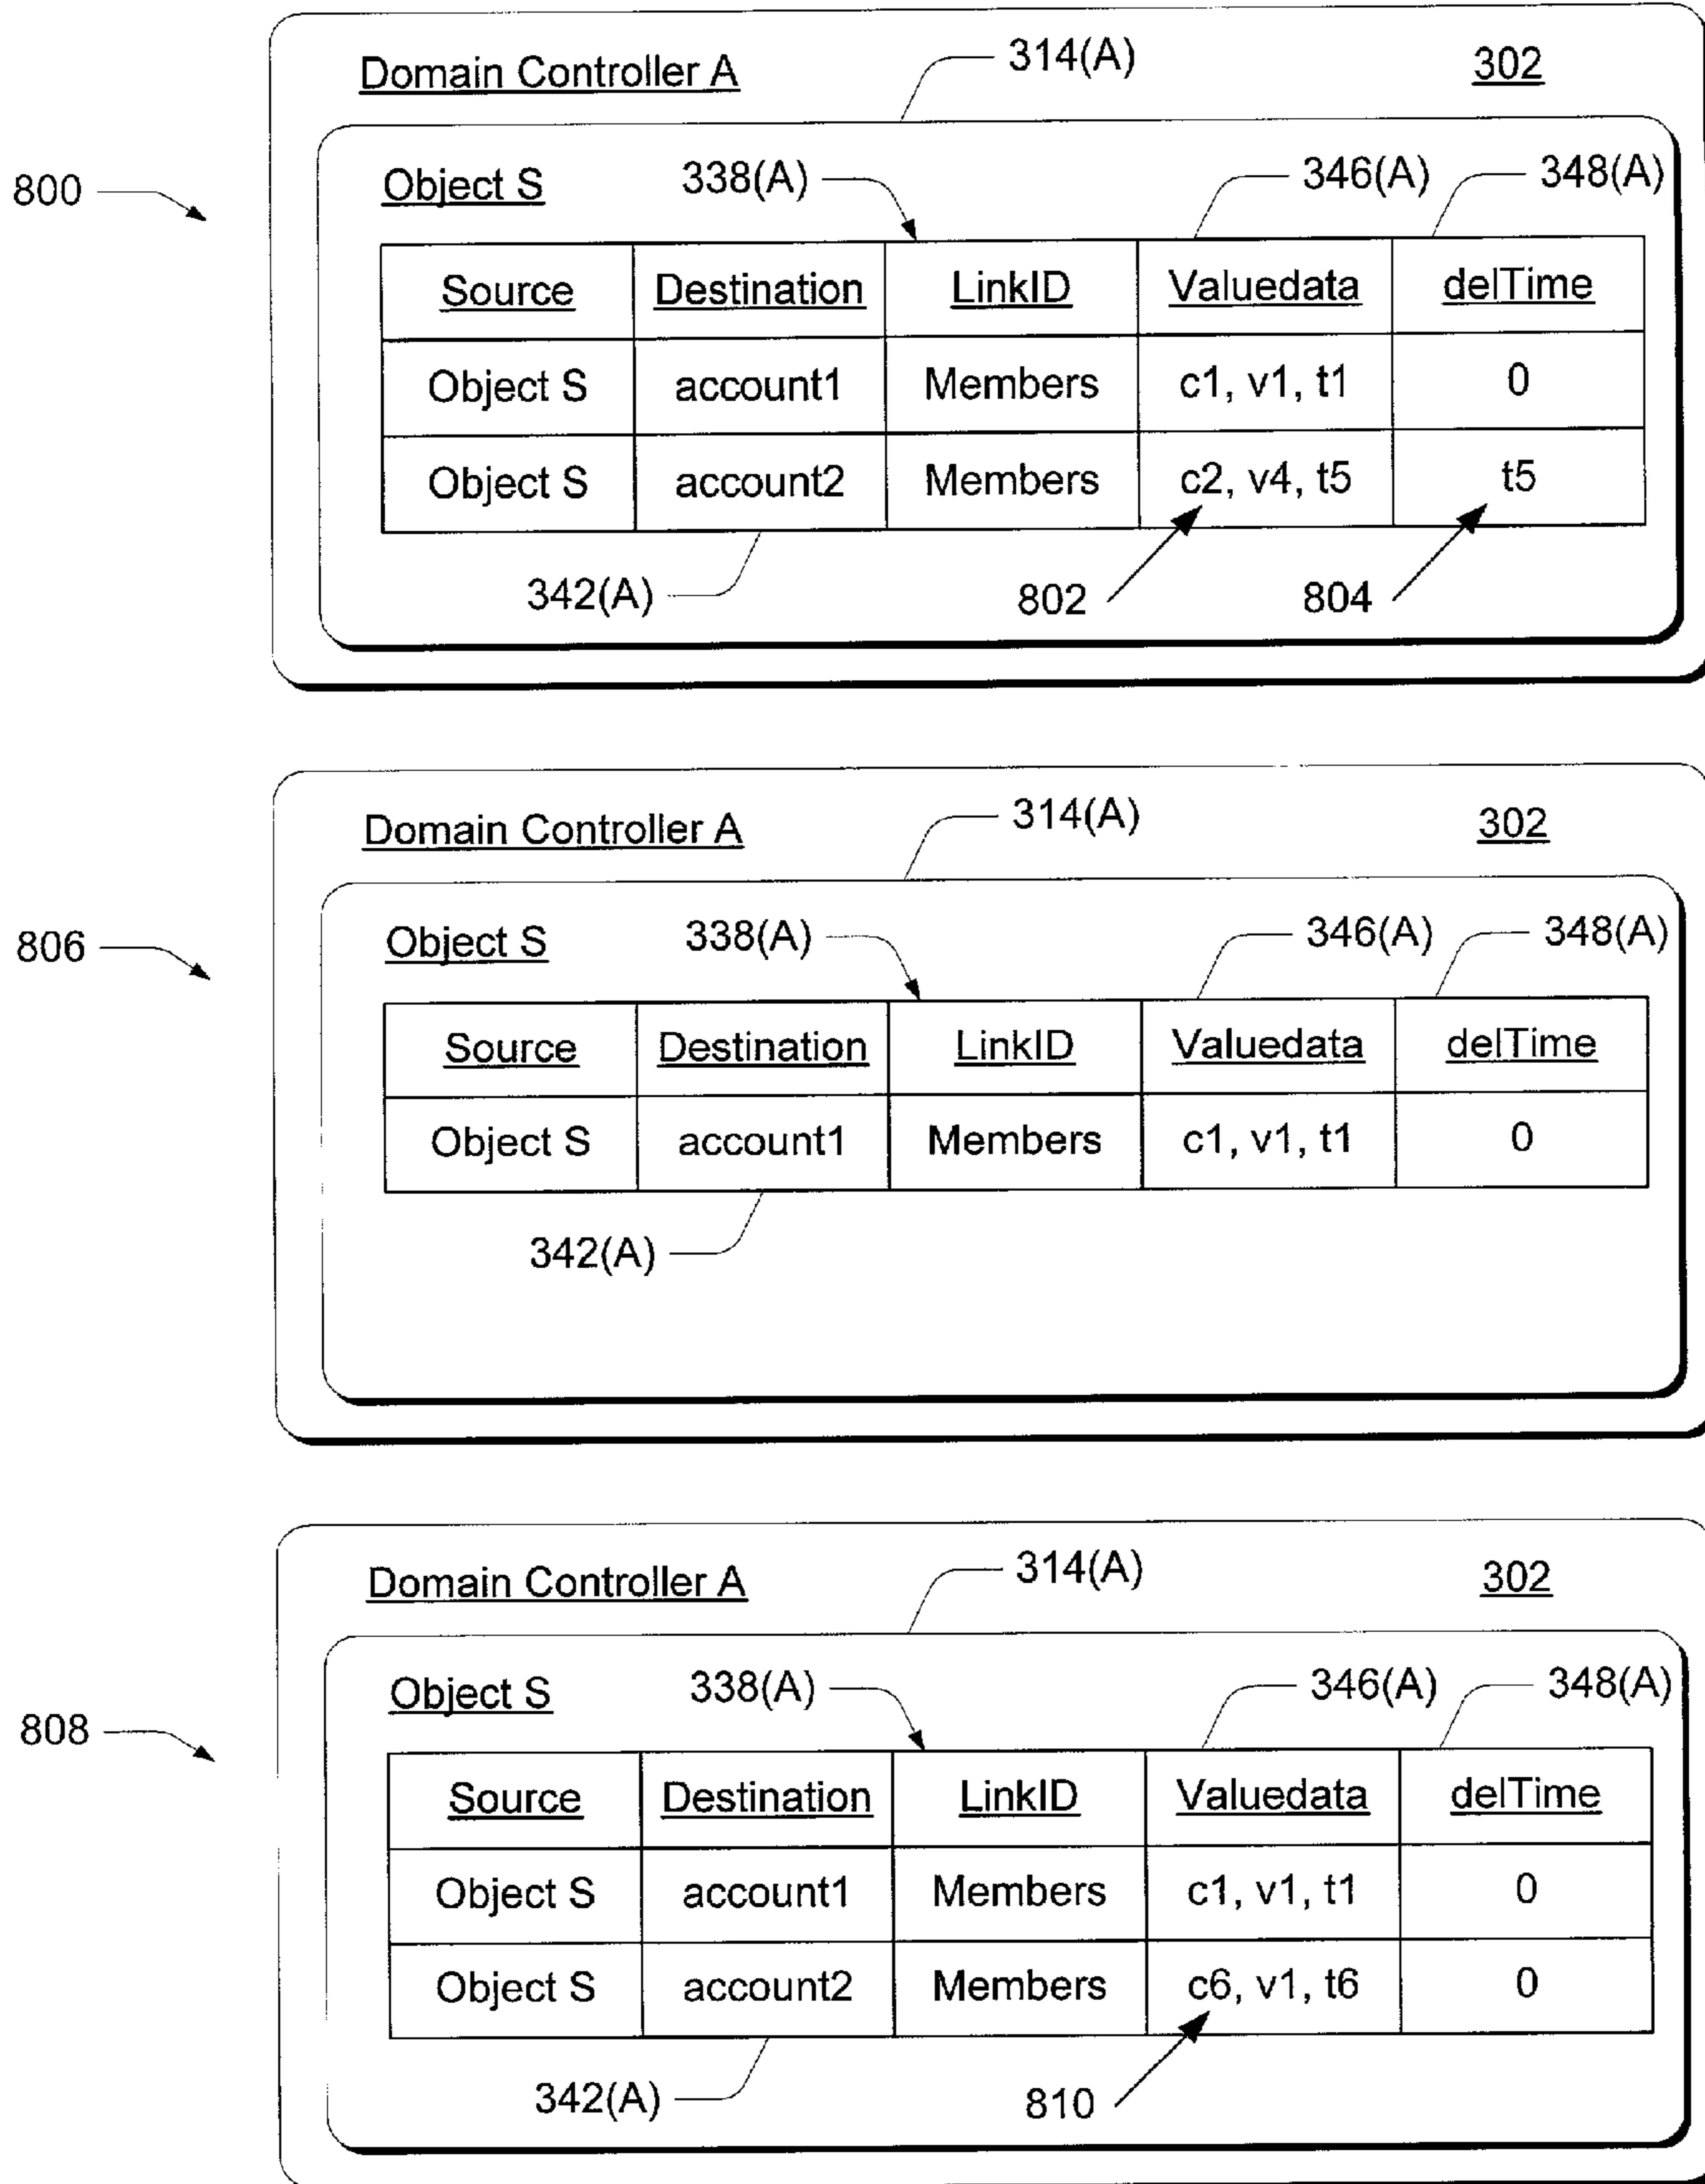 Domain Controller A 314(A) 302
800 Object S 338(A) 346(A) 348(A)
Source Destination LinkID Valuedata delTime
Object S account1 Members c1, v1, t1 0
Object S account2 Members c2, v4, t5 t5
342(A) 802 804
Domain Controller A 314(A) 302
806 Object S 338(A) 346(A) 348(A)
Source Destination LinkID Valuedata delTime
Object S account1 Members c1, v1, t1 0
342(A)
Domain Controller A 314(A) 302
808 Object S 338(A) 346(A) 348(A)
Source Destination LinkID Valuedata delTime
Object S account1 Members c1, v1, t1 0
Object S account2 Members c6, v1, t6 0
342(A) 810